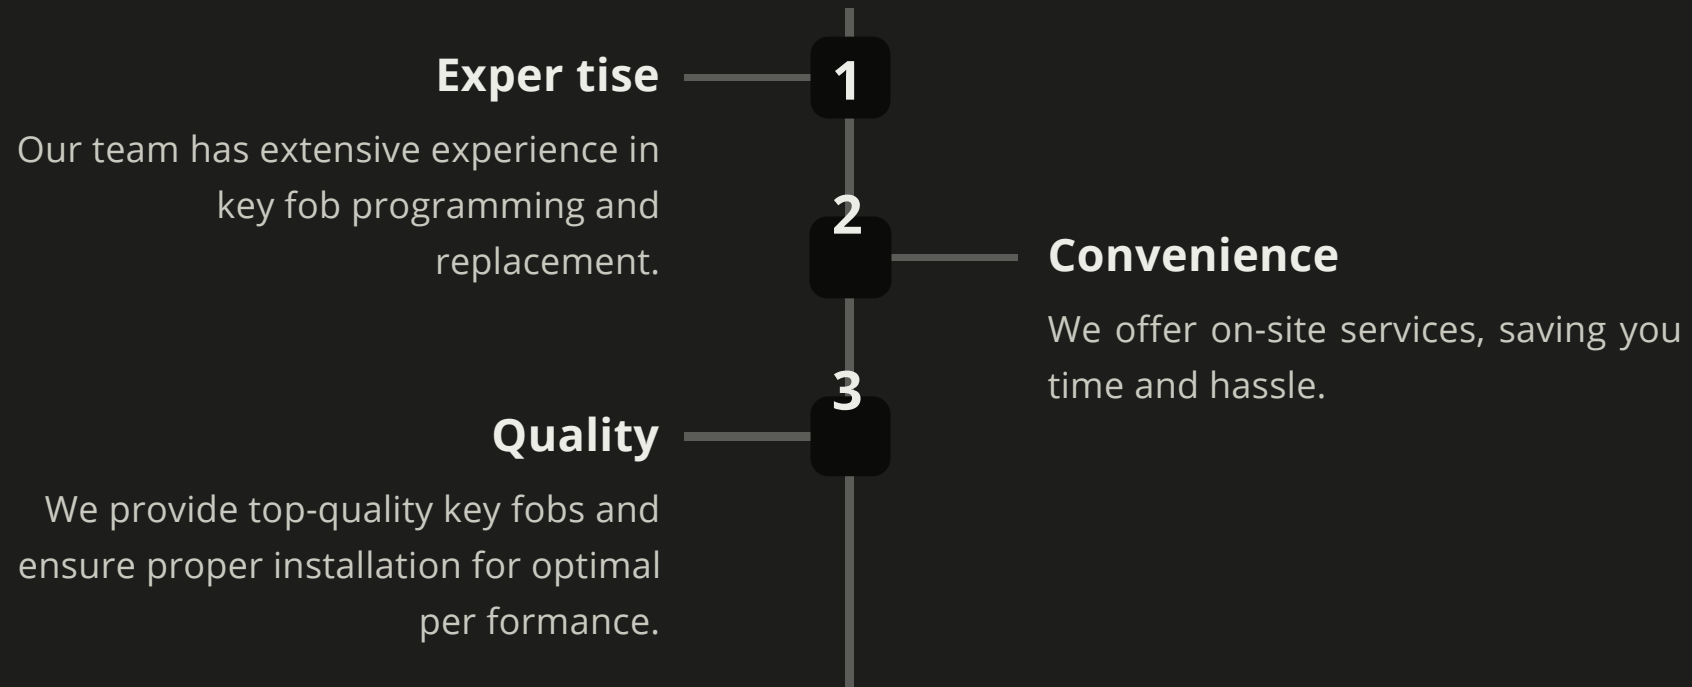 Exper tise
1
Our team has extensive experience in
key fob programming and
replacement.
2
Convenience
We offer on-site services, saving you
time and hassle.
3
Quality
We provide top-quality key fobs and
ensure proper installation for optimal
per formance.